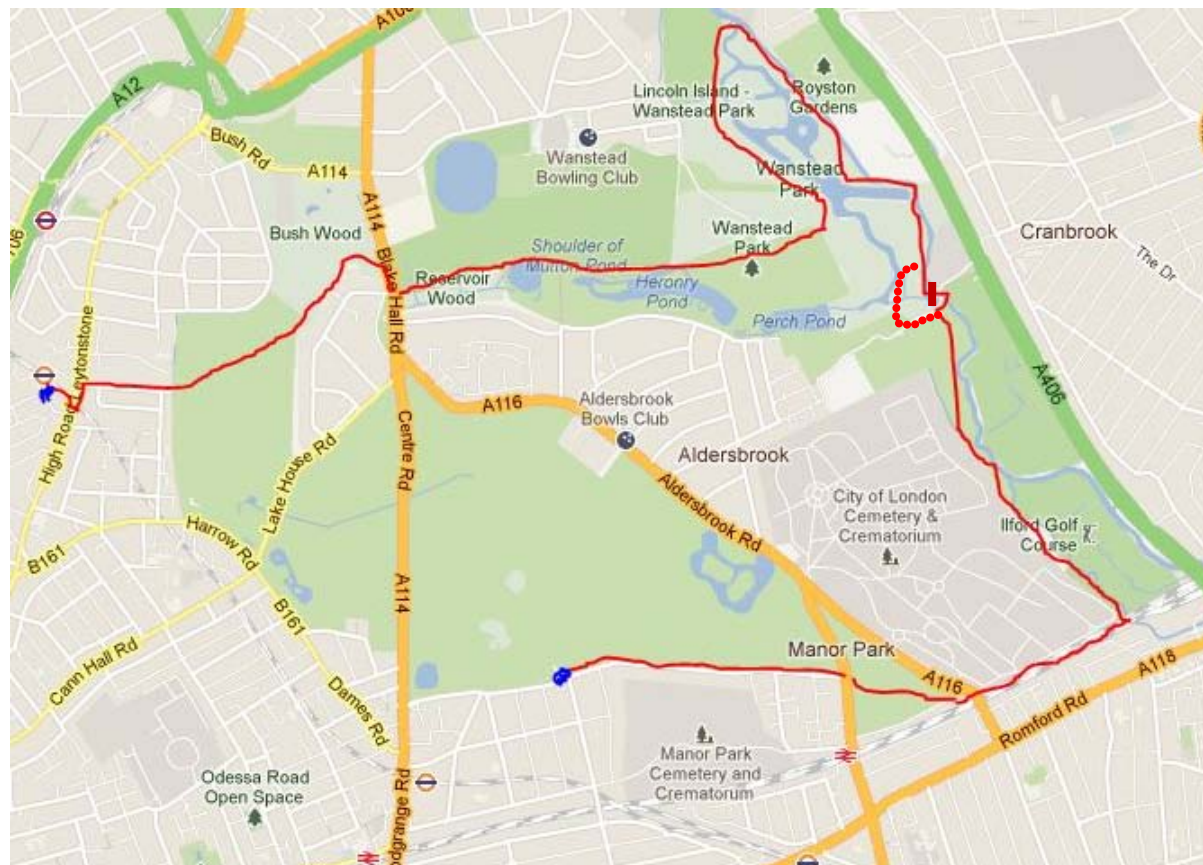 A12
A106
Lincoln Island -
Wanstead Park
Royston
Gardens
Bush Rd
A114
Wanstead
Bowling Club
Wanstead
Park
A114
Bush Wood
Shoulder of
Mutton Pond
Wanstead
Park
Cranbrook
The Dr
Blake Hall Rd
Reservoir
Wood
Heronry
Pond
Perch Pond
A406
High Road Leytonstone
A116
Aldersbrook
Bowls Club
Centre Rd
Aldersbrook
Lake House Rd
City of London
Cemetery &
Crematorium
Ilford Golf
Course
Aldersbrook Rd
Harrow Rd
B161
A114
B161
Manor Park
Cann Hall Rd
Dames Rd
A116
A118
Romford Rd
Manor Park
Cemetery and
Crematorum
Odessa Road
Open Space